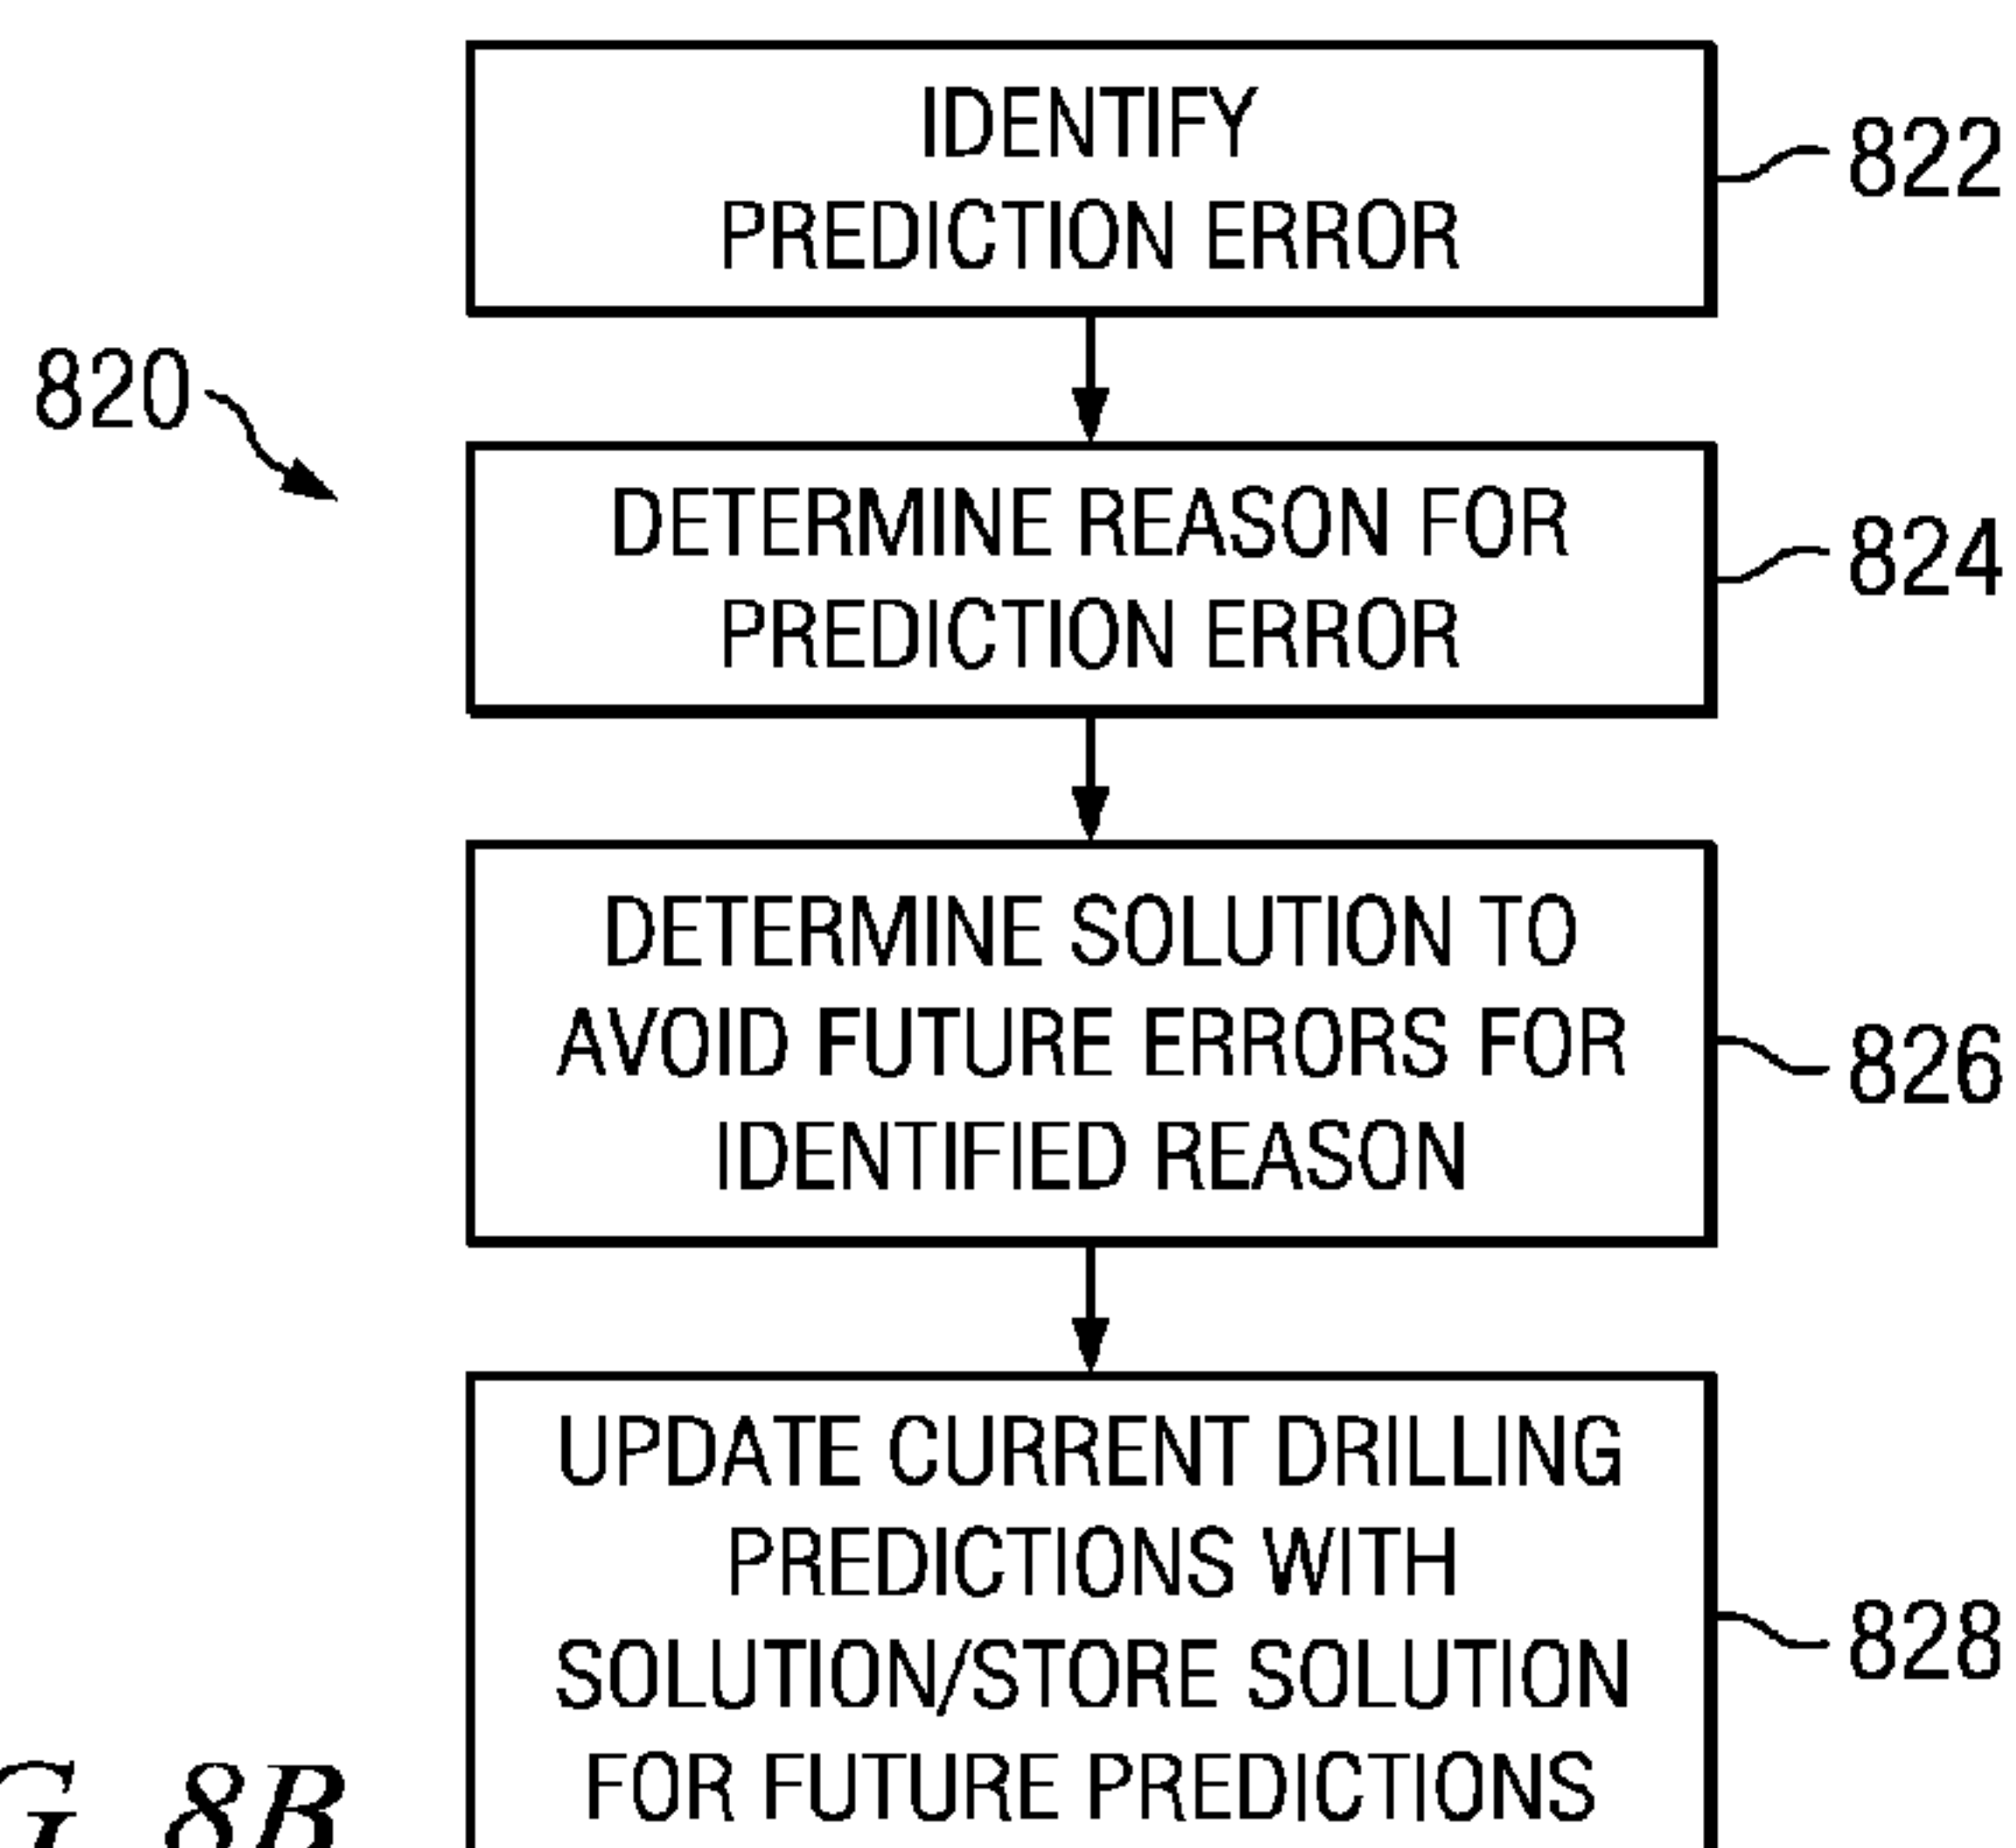 IDENTIFY
PREDICTION ERROR
822
820
DETERMINE REASON FOR
PREDICTION ERROR
824
DETERMINE SOLUTION TO
AVOID FUTURE ERRORS FOR
IDENTIFIED REASON
826
UPDATE CURRENT DRILLING
PREDICTIONS WITH
SOLUTION/STORE SOLUTION
FOR FUTURE PREDICTIONS
828
G. 8B